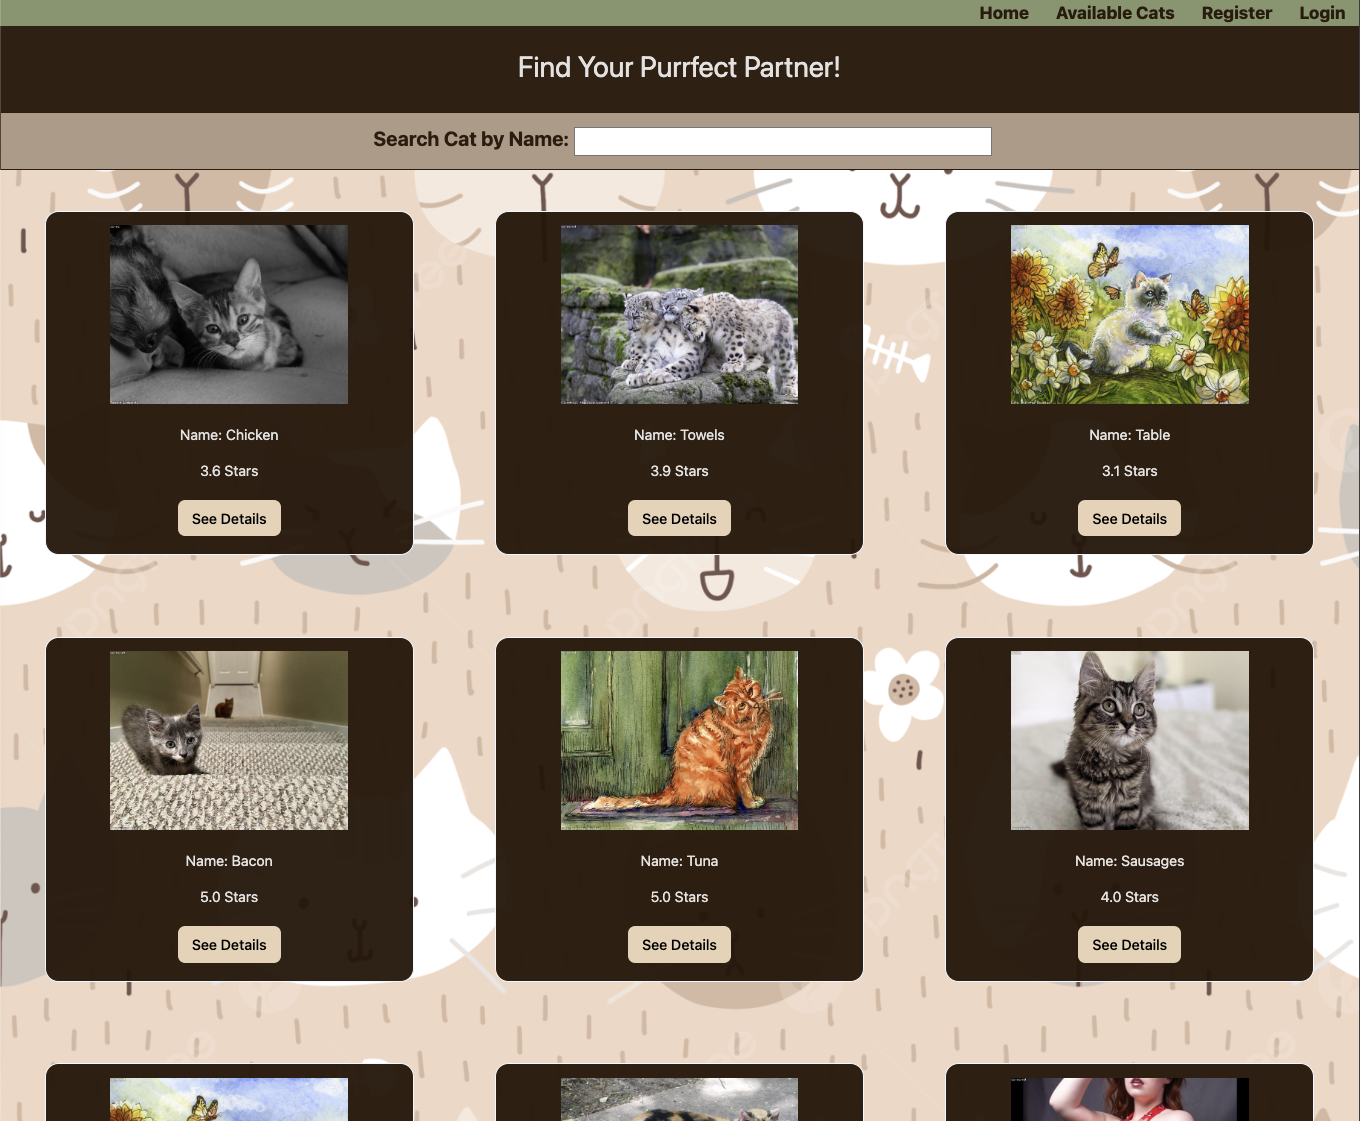 Home Available Cats Register Login
Find Your Purrfect Partner!
Search Cat by Name:
Name: Chicken
3.6 Stars
See Details
Name: Towels
3.9 Stars
See Details
Name: Table
3.1 Stars
See Details
Name: Bacon
5.0 Stars
See Details
Name: Tuna
5.0 Stars
See Details
Name: Sausages
4.0 Stars
See Details